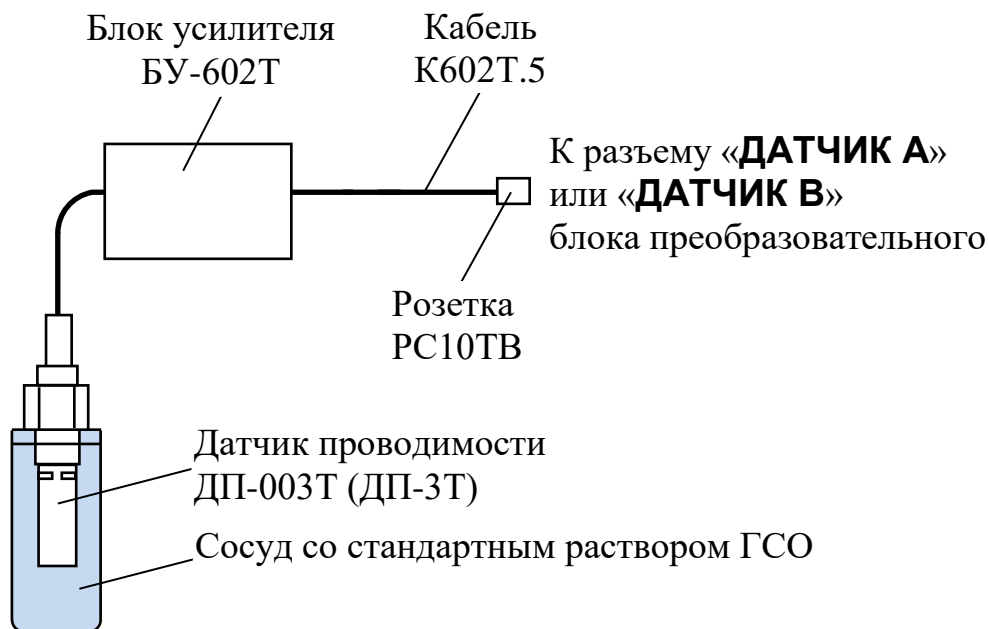 Блок усилителя
БУ-602Т
Кабель
К602Т.5
К разъему «ДАТЧИК А»
или «ДАТЧИК В»
блока преобразовательного
Розетка
РС10ТВ
Датчик проводимости
ДП-003Т (ДП-3Т)
Сосуд со стандартным раствором ГСО